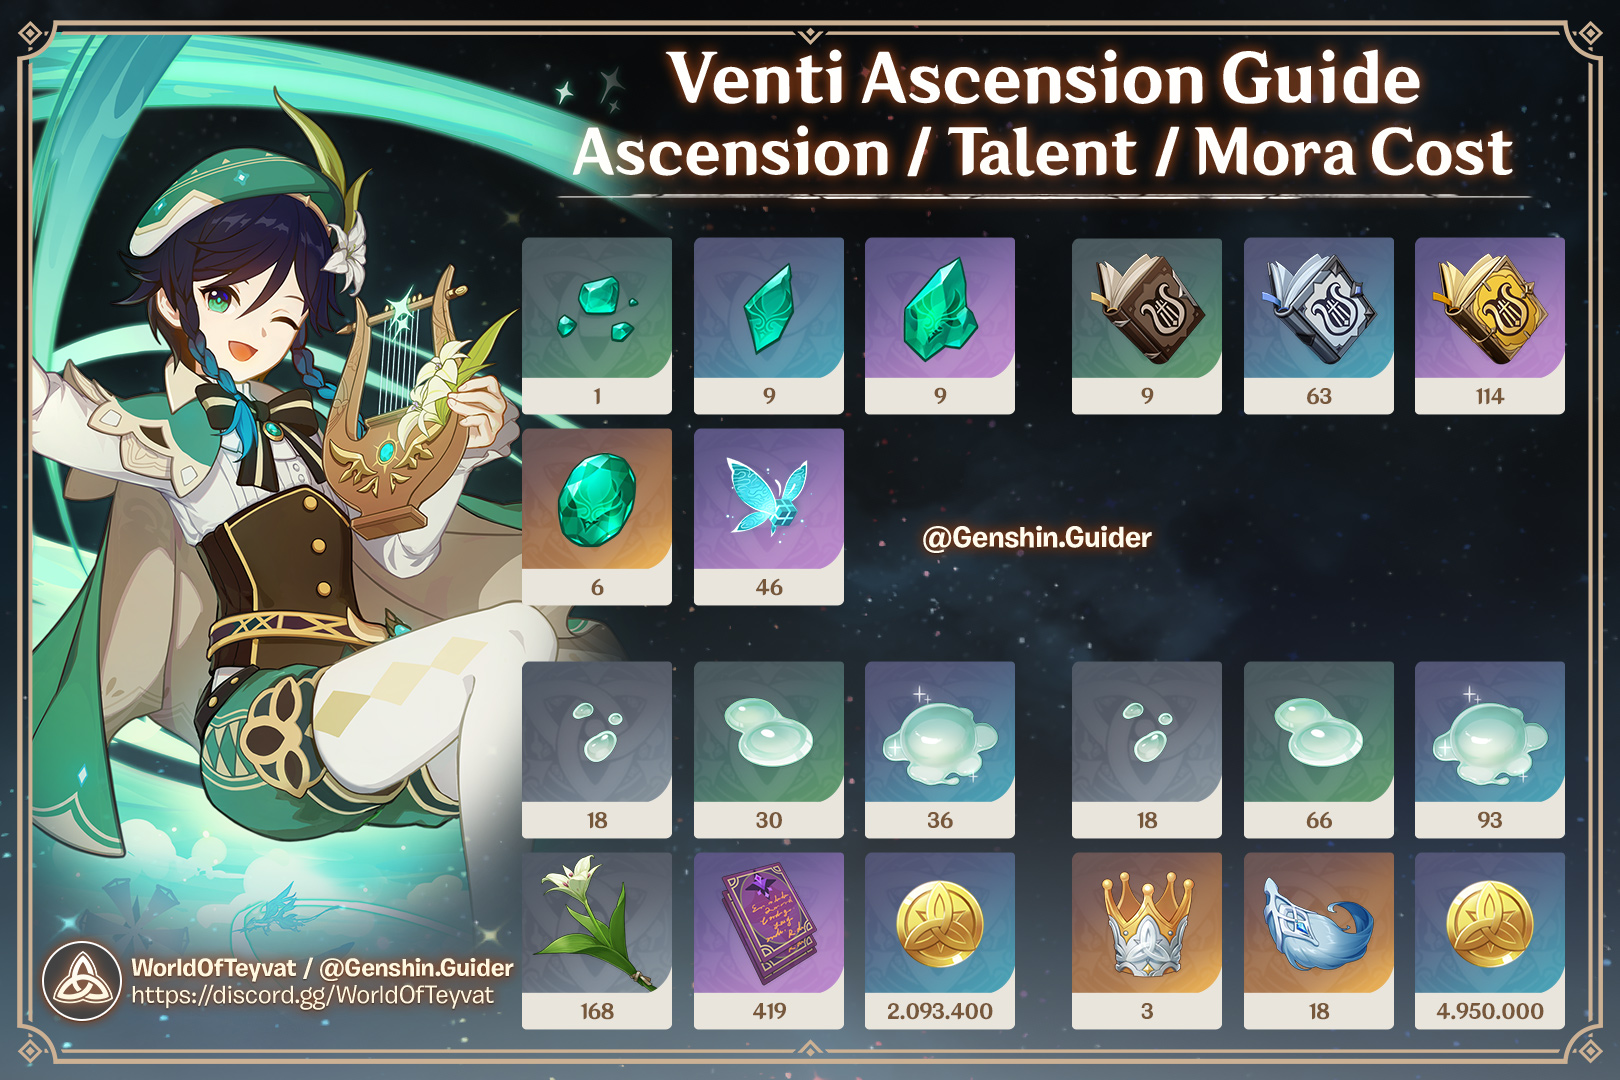 Venti Ascension Guide
Ascension / Talent / Mora Cost
1 9 9 9 63 114
6 46
@Genshin.Guider
18 30 36 18 66 93
168 419 2.093.400 3 18 4.950.000
WorldOfTeyvat / @Genshin.Guider
https://discord.gg/WorldOfTeyvat